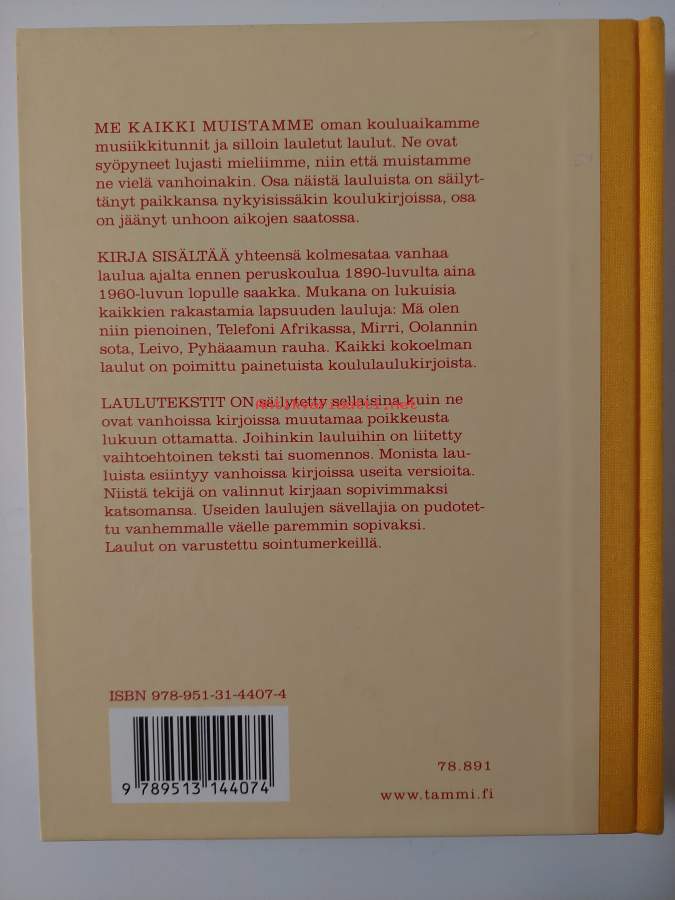 ME KAIKKI MUISTAMME oman kouluaikamme
musiikkitunnit ja silloin lauletut laulut. Ne ovat
syöpyneet lujasti mieliimme, niin että muistamme
ne vielä vanhoinakin. Osa näistä lauluista on säilyt-
tänyt paikkansa nykyisissäkin koulukirjoissa, osa
on jäänyt unhoon aikojen saatossa.
KIRJA SISÄLTÄÄ yhteensä kolmesataa vanhaa
laulua ajalta ennen peruskoulua 1890-luvulta aina
1960-luvun lopulle saakka. Mukana on lukuisia
kaikkien rakastamia lapsuuden lauluja: Mä olen
niin pienoinen, Telefoni Afrikassa, Mirri, Oolannin
sota, Leivo, Pyhäaamun rauha. Kaikki kokoelman
laulut on poimittu painetuista koululaulukirjoista.
LAULUTEKSTIT ON säilytetty sellaisina kuin ne
Antikvariaatti.net
ovat vanhoissa kirjoissa muutamaa poikkeusta
lukuun ottamatta. Joihinkin lauluihin on liitetty
vaihtoehtoinen teksti tai suomennos. Monista lau-
luista esiintyy vanhoissa kirjoissa useita versioita.
Niistä tekijä on valinnut kirjaan sopivimmaksi
katsomansa. Useiden laulujen sävellajia on pudotet-
tu vanhemmalle väelle paremmin sopivaksi.
Laulut on varustettu sointumerkeillä.
ISBN 978-951-31-4407-4
9 789513 144074
78.891
www.tammi.fi